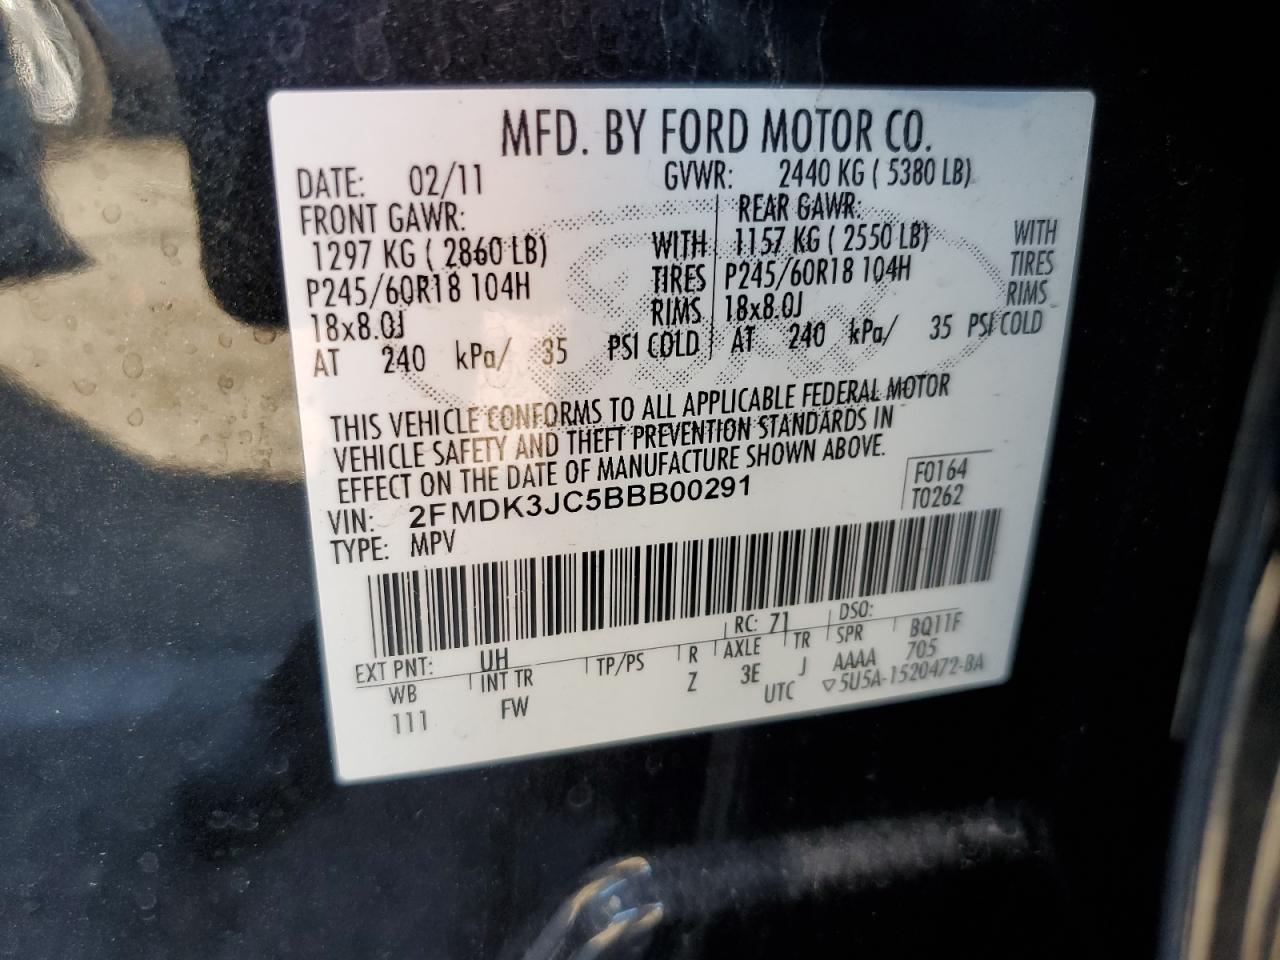 MFD. BY FORD MOTOR CO.
DATE: 02/11 GVWR: 2440 KG ( 5380 LB)
FRONT GAWR: REAR GAWR:
1297 KG ( 2860 LB) WITH 1157 KG ( 2550 LB) WITH
P245/60R18 104H TIRES P245/60R18 104H TIRES
18x8.0J RIMS 18x8.0J RIMS
AT 240 kPa/ 35 PSI COLD AT 240 kPa/ 35 PSI COLD
THIS VEHICLE CONFORMS TO ALL APPLICABLE FEDERAL MOTOR
VEHICLE SAFETY AND THEFT PREVENTION STANDARDS IN
EFFECT ON THE DATE OF MANUFACTURE SHOWN ABOVE.
F0164
VIN: 2FMDK3JC5BBB00291 T0262
TYPE: MPV
EXT PNT: UH RC: 71 DSO:
WB INT TR TP/PS R AXLE TR SPR BQ11F
111 FW Z 3E J AAAA 705
UTC ▽5U5A-1520472-BA